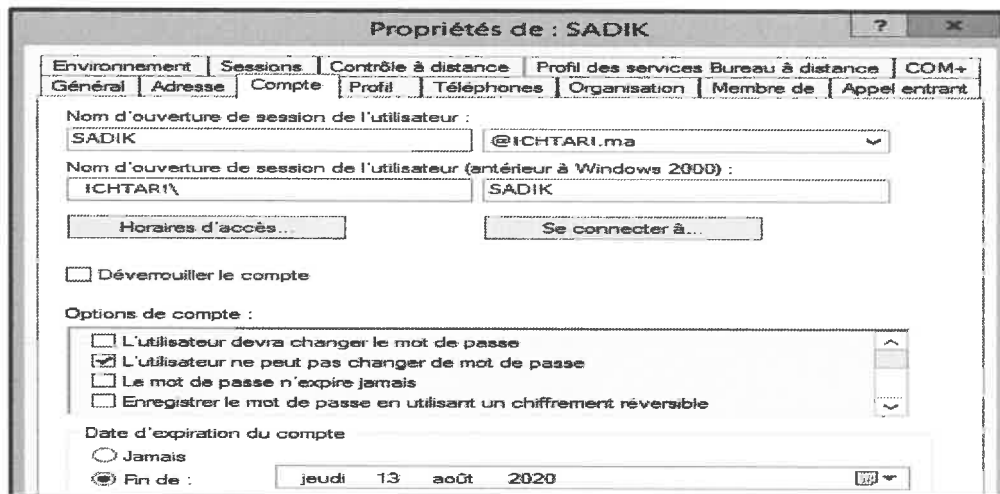 Propriétés de : SADIK ? ×
Environnement Sessions Contrôle à distance Profil des services Bureau à distance COM+
Général Adresse Compte Profil Téléphones Organisation Membre de Appel entrant
Nom d'ouverture de session de l'utilisateur :
SADIK @ICHTARI.ma
Nom d'ouverture de session de l'utilisateur (antérieur à Windows 2000) :
ICHTARI\ SADIK
Horaires d'accès... Se connecter à...
Déverrouiller le compte
Options de compte :
L'utilisateur devra changer le mot de passe
L'utilisateur ne peut pas changer de mot de passe
Le mot de passe n'expire jamais
Enregistrer le mot de passe en utilisant un chiffrement réversible
Date d'expiration du compte
Jamais
Fin de : jeudi 13 août 2020